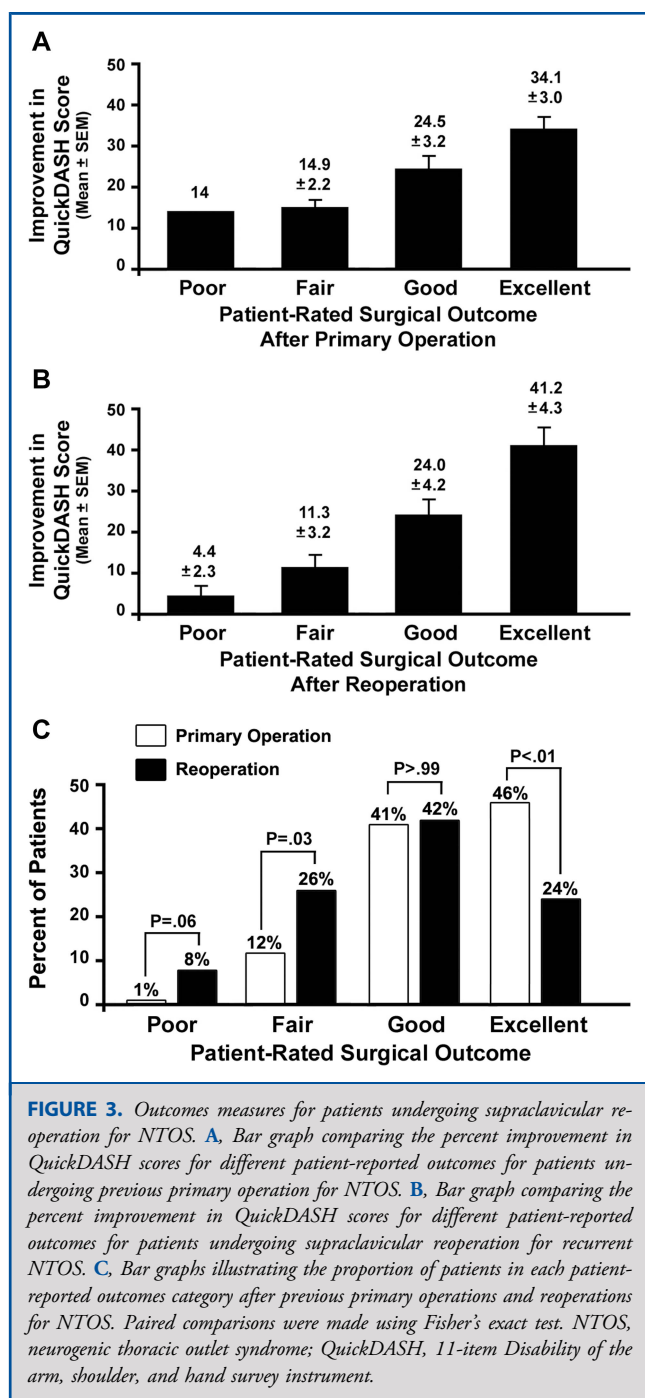 A
Improvement in
QuickDASH Score
(Mean ± SEM)
50
40
30
20
10
0
14
14.9
±2.2
24.5
±3.2
34.1
±3.0
Poor Fair Good Excellent
Patient-Rated Surgical Outcome
After Primary Operation
B
Improvement in
QuickDASH Score
(Mean ± SEM)
50
40
30
20
10
0
4.4
±2.3
11.3
±3.2
24.0
±4.2
41.2
±4.3
Poor Fair Good Excellent
Patient-Rated Surgical Outcome
After Reoperation
C
Primary Operation
Reoperation
Percent of Patients
50
40
30
20
10
0
P=.06
1% 8%
P=.03
12% 26%
P>.99
41% 42%
P<.01
46% 24%
Poor Fair Good Excellent
Patient-Rated Surgical Outcome
FIGURE 3. Outcomes measures for patients undergoing supraclavicular re-
operation for NTOS. A, Bar graph comparing the percent improvement in
QuickDASH scores for different patient-reported outcomes for patients un-
dergoing previous primary operation for NTOS. B, Bar graph comparing the
percent improvement in QuickDASH scores for different patient-reported
outcomes for patients undergoing supraclavicular reoperation for recurrent
NTOS. C, Bar graphs illustrating the proportion of patients in each patient-
reported outcomes category after previous primary operations and reoperations
for NTOS. Paired comparisons were made using Fisher's exact test. NTOS,
neurogenic thoracic outlet syndrome; QuickDASH, 11-item Disability of the
arm, shoulder, and hand survey instrument.